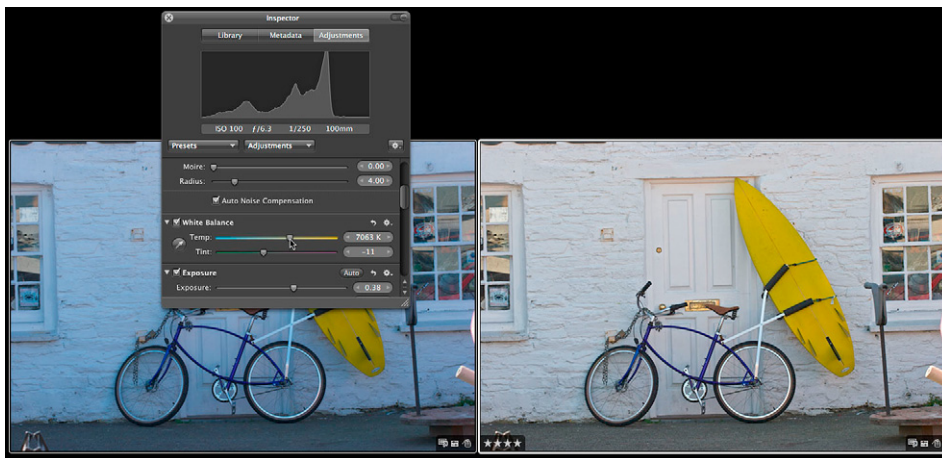 Inspector
Library Metadata Adjustments
ISO 100 ƒ/6.3 1/250 100mm
Presets Adjustments
Moire: 0.00
Radius: 4.00
Auto Noise Compensation
White Balance
Temp: 7063 K
Tint: -11
Exposure Auto
Exposure: 0.38